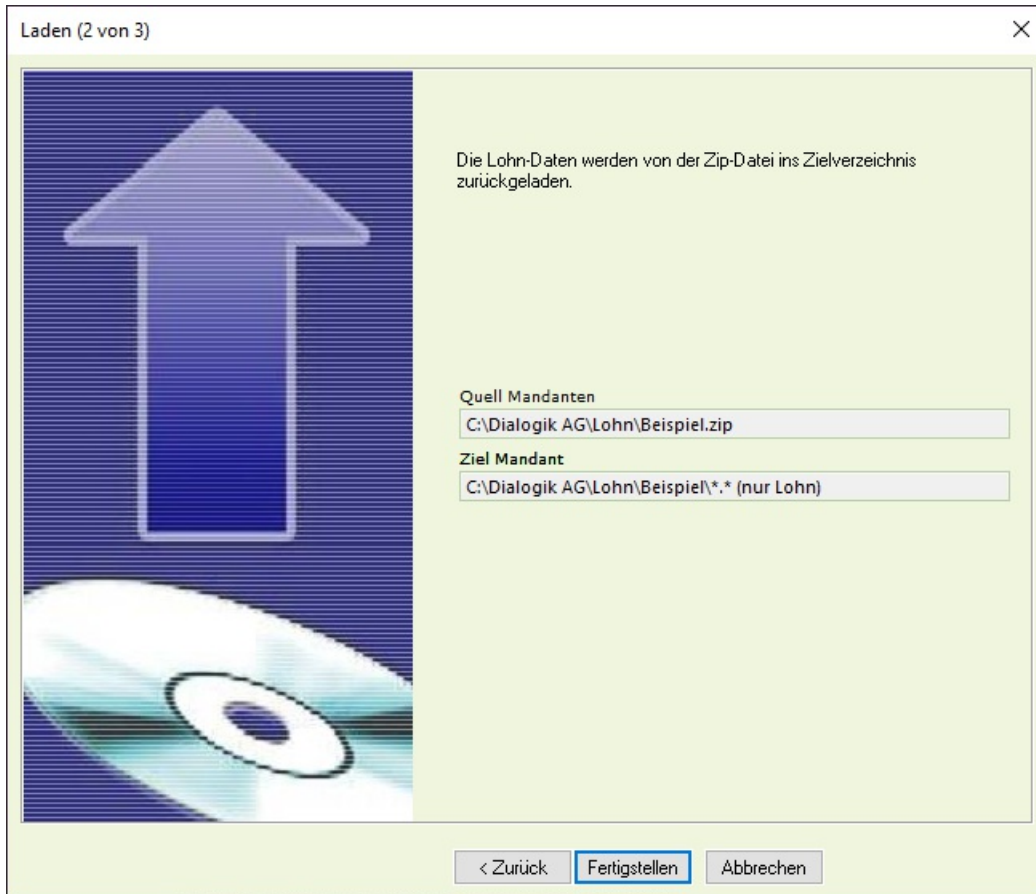 Laden (2 von 3)
Die Lohn-Daten werden von der Zip-Datei ins Zielverzeichnis
zurückgeladen.
Quell Mandanten
C:\Dialogik AG\Lohn\Beispiel.zip
Ziel Mandant
C:\Dialogik AG\Lohn\Beispiel\*.* (nur Lohn)
< Zurück Fertigstellen Abbrechen